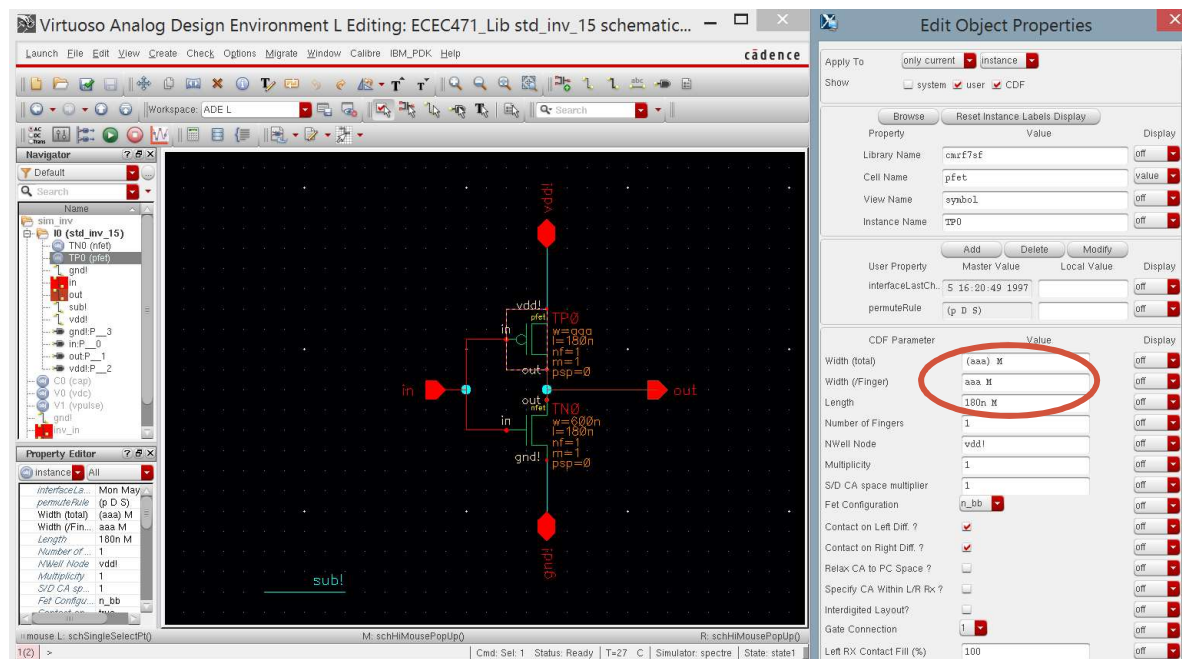 Virtuoso Analog Design Environment L Editing: ECEC471_Lib std_inv_15 schematic...
Launch File Edit View Create Check Options Migrate Window Calibre IBM_PDK Help
cādence
Workspace: ADE L
Search
Navigator
Default
Search
Name
sim_inv
I0 (std_inv_15)
TN0 (nfet)
TP0 (pfet)
gnd!
in
out
sub!
vdd!
gnd!:P__3
in:P__0
out:P__1
vdd!:P__2
C0 (cap)
V0 (vdc)
V1 (vpulse)
gnd!
inv_in
Property Editor
instance All
interfaceLa... Mon May
permuteRule (p D S)
Width (total) (aaa) M
Width (/Fin... aaa M
Length 180n M
Number of ... 1
NWell Node vdd!
Multiplicity 1
S/D CA sp... 1
Fet Configu... n_bb
vdd!
vdd!
pfet
TP0
in
w=aaa
l=180n
nf=1
m=1
psp=0
out
in
out
out
nfet
TN0
in
w=600n
l=180n
nf=1
m=1
psp=0
gnd!
gnd!
sub!
mouse L: schSingleSelectPt() M: schHiMousePopUp() R: schHiMousePopUp()
1(2) >
Cmd: Sel: 1 Status: Ready T=27 C Simulator: spectre State: state1
Edit Object Properties
Apply To only current instance
Show system user CDF
Browse Reset Instance Labels Display
Property Value Display
Library Name cmrf7sf off
Cell Name pfet value
View Name symbol off
Instance Name TP0 off
Add Delete Modify
User Property Master Value Local Value Display
interfaceLastCh.. 5 16:20:49 1997 off
permuteRule (p D S) off
CDF Parameter Value Display
Width (total) (aaa) M off
Width (/Finger) aaa M off
Length 180n M off
Number of Fingers 1 off
NWell Node vdd! off
Multiplicity 1 off
S/D CA space multiplier 1 off
Fet Configuration n_bb off
Contact on Left Diff. ? off
Contact on Right Diff. ? off
Relax CA to PC Space ? off
Specify CA Within L/R Rx ? off
Interdigited Layout? off
Gate Connection 1 off
Left RX Contact Fill (%) 100 off